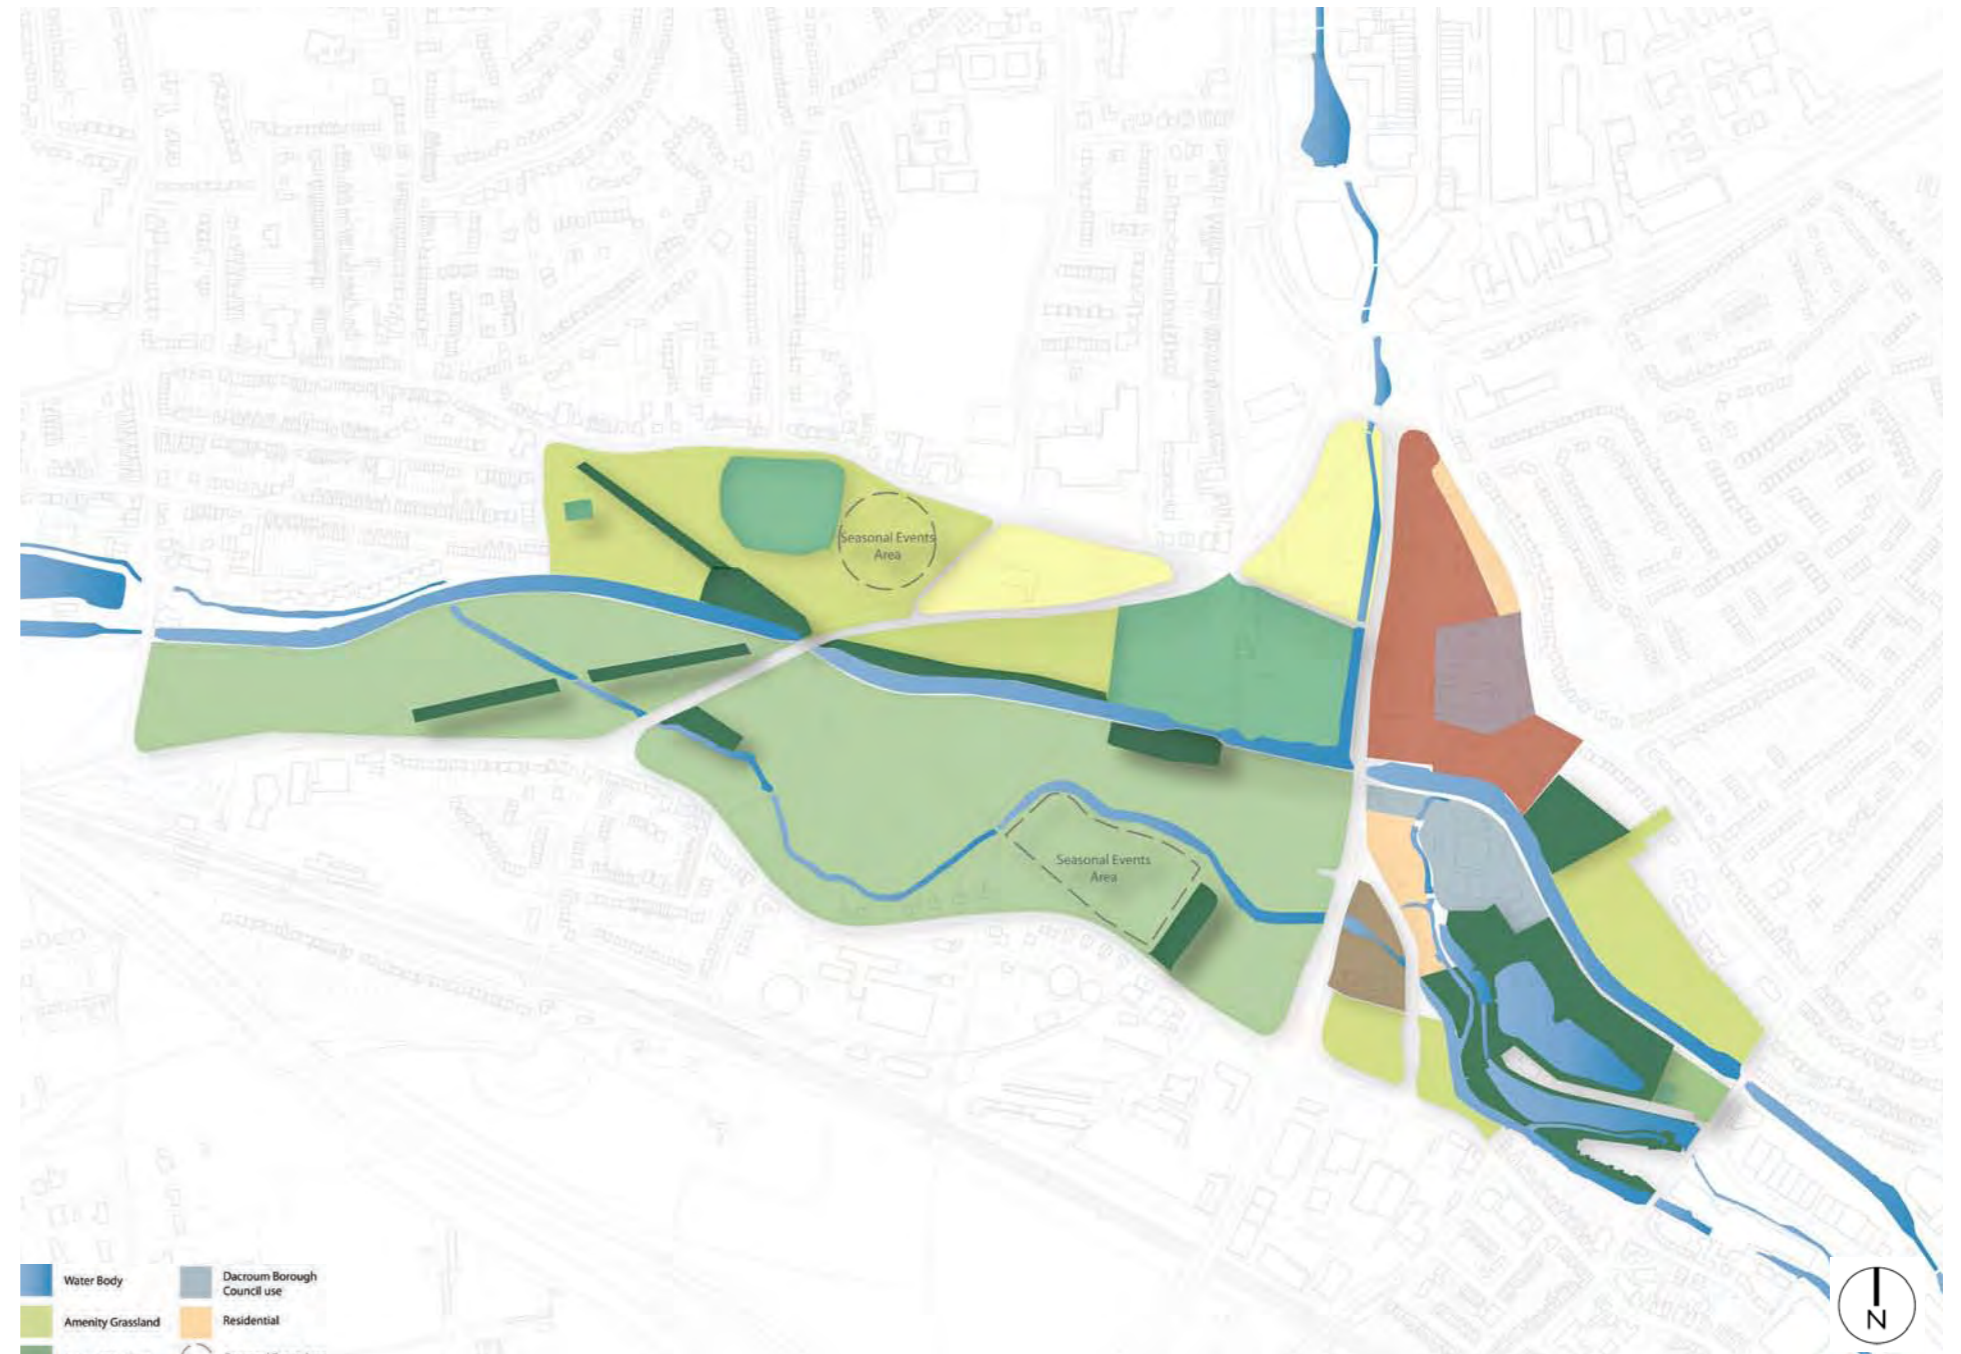 Seasonal Events
Area
Seasonal Events
Area
Water Body
Dacroum Borough
Council use
Amenity Grassland
Residential
N